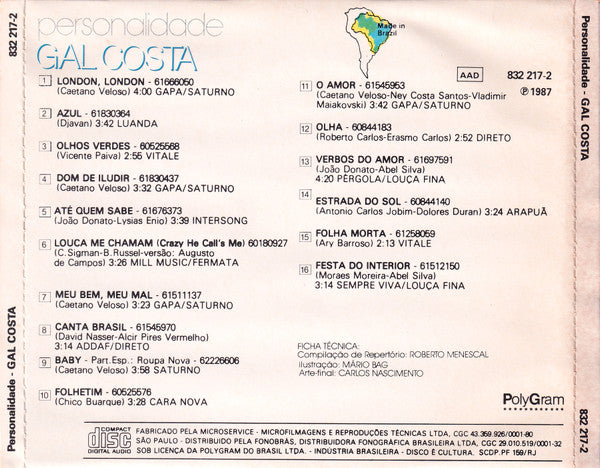 832 217-2
Personalidade - GAL COSTA
personalidade
GAL COSTA
Made in
Brazil
AAD
832 217-2
℗ 1987
1 LONDON, LONDON - 61666050
(Caetano Veloso) 4:00 GAPA/SATURNO
2 AZUL - 61830364
(Djavan) 3:42 LUANDA
3 OLHOS VERDES - 60525568
(Vicente Paiva) 2:55 VITALE
4 DOM DE ILUDIR - 61830437
(Caetano Veloso) 3:32 GAPA/SATURNO
5 ATÉ QUEM SABE - 61676373
(João Donato-Lysias Enio) 3:39 INTERSONG
6 LOUCA ME CHAMAM (Crazy He Call's Me) 60180927
(C.Sigman-B.Russel-versão: Augusto
de Campos) 3:26 MILL MUSIC/FERMATA
7 MEU BEM, MEU MAL - 61511137
(Caetano Veloso) 3:23 GAPA/SATURNO
8 CANTA BRASIL - 61545970
(David Nasser-Alcir Pires Vermelho)
3:14 ADDAF/DIRETO
9 BABY - Part.Esp.: Roupa Nova - 62226606
(Caetano Veloso) 3:58 SATURNO
10 FOLHETIM - 60525576
(Chico Buarque) 3:28 CARA NOVA
11 O AMOR - 61545953
(Caetano Veloso-Ney Costa Santos-Vladimir
Maiakovski) 3:42 GAPA/SATURNO
12 OLHA - 60844183
(Roberto Carlos-Erasmo Carlos) 2:52 DIRETO
13 VERBOS DO AMOR - 61697591
(João Donato-Abel Silva)
4:20 PÉRGOLA/LOUÇA FINA
14 ESTRADA DO SOL - 60844140
(Antonio Carlos Jobim-Dolores Duran) 3:24 ARAPUÃ
15 FOLHA MORTA - 61258059
(Ary Barroso) 2:13 VITALE
16 FESTA DO INTERIOR - 61512150
(Moraes Moreira-Abel Silva)
3:14 SEMPRE VIVA/LOUÇA FINA
FICHA TÉCNICA:
Compilação de Repertório: ROBERTO MENESCAL
Ilustração: MÁRIO BAG
Arte-final: CARLOS NASCIMENTO
PolyGram
COMPACT
disc
DIGITAL AUDIO
FABRICADO PELA MICROSERVICE - MICROFILMAGENS E REPRODUÇÕES TÉCNICAS LTDA, CGC 43.359.926/0001-80
SÃO PAULO - DISTRIBUIDO PELA FONOBRÁS, DISTRIBUIDORA FONOGRÁFICA BRASILEIRA LTDA, CGC 29.010.519/0001-32
SOB LICENÇA DA POLYGRAM DO BRASIL LTDA. - INDÚSTRIA BRASILEIRA - DISCO É CULTURA. SCDP.PF 159/RJ
Personalidade - GAL COSTA
832 217-2